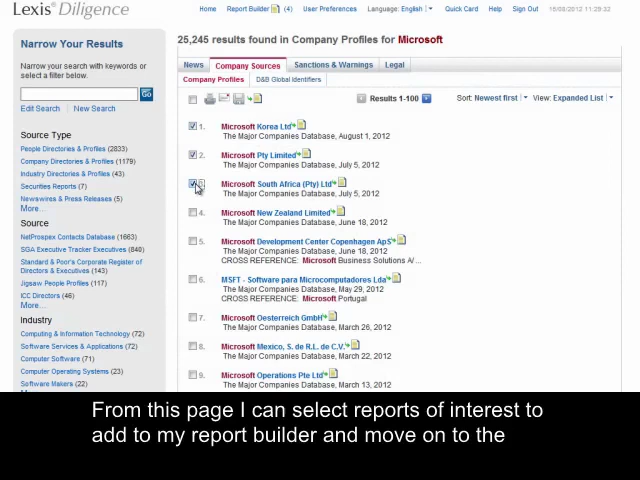 Lexis Diligence
Home Report Builder (4) User Preferences Language: English Quick Card Help Sign Out 15/08/2012 11:29:32
Narrow Your Results
Narrow your search with keywords or
select a filter below.
GO
Edit Search | New Search
Source Type
People Directories & Profiles (2833)
Company Directories & Profiles (1179)
Industry Directories & Profiles (43)
Securities Reports (7)
Newswires & Press Releases (5)
More...
Source
NetProspex Contacts Database (1663)
SGA Executive Tracker Executives (840)
Standard & Poor's Corporate Register of
Directors & Executives (143)
Jigsaw People Profiles (117)
ICC Directors (46)
More...
Industry
Computing & Information Technology (72)
Software Services & Applications (72)
Computer Software (71)
Computer Operating Systems (23)
Software Makers (22)
25,245 results found in Company Profiles for Microsoft
News Company Sources Sanctions & Warnings Legal
Company Profiles D&B Global Identifiers
Results 1-100 Sort: Newest first View: Expanded List
1. Microsoft Korea Ltd
The Major Companies Database, August 1, 2012
2. Microsoft Pty Limited
The Major Companies Database, July 5, 2012
Microsoft South Africa (Pty) Ltd
The Major Companies Database, July 5, 2012
4. Microsoft New Zealand Limited
The Major Companies Database, June 18, 2012
5. Microsoft Development Center Copenhagen ApS
The Major Companies Database, June 18, 2012
CROSS REFERENCE: Microsoft Business Solutions A/ ...
6. MSFT - Software para Microcomputadores Lda
The Major Companies Database, May 29, 2012
CROSS REFERENCE: Microsoft Portugal
7. Microsoft Oesterreich GmbH
The Major Companies Database, March 26, 2012
8. Microsoft Mexico, S. de R.L. de C.V.
The Major Companies Database, March 22, 2012
9. Microsoft Operations Pte Ltd
The Major Companies Database, March 13, 2012
From this page I can select reports of interest to
add to my report builder and move on to the